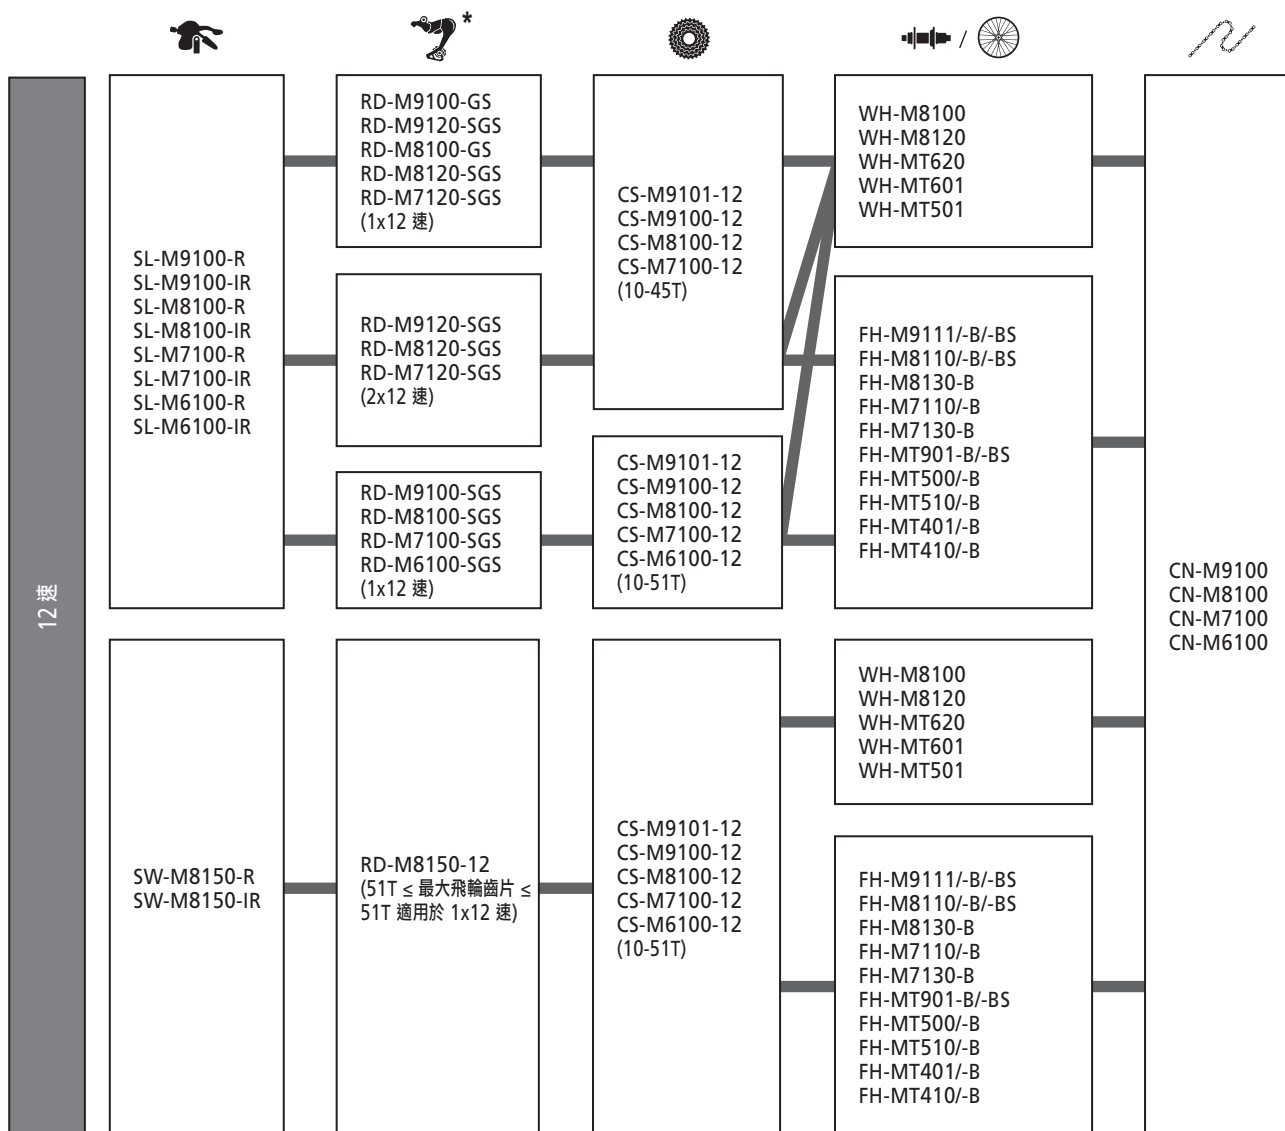 *
/
12 速
SL-M9100-R
SL-M9100-IR
SL-M8100-R
SL-M8100-IR
SL-M7100-R
SL-M7100-IR
SL-M6100-R
SL-M6100-IR
RD-M9100-GS
RD-M9120-SGS
RD-M8100-GS
RD-M8120-SGS
RD-M7120-SGS
(1x12 速)
RD-M9120-SGS
RD-M8120-SGS
RD-M7120-SGS
(2x12 速)
RD-M9100-SGS
RD-M8100-SGS
RD-M7100-SGS
RD-M6100-SGS
(1x12 速)
CS-M9101-12
CS-M9100-12
CS-M8100-12
CS-M7100-12
(10-45T)
CS-M9101-12
CS-M9100-12
CS-M8100-12
CS-M7100-12
CS-M6100-12
(10-51T)
WH-M8100
WH-M8120
WH-MT620
WH-MT601
WH-MT501
FH-M9111/-B/-BS
FH-M8110/-B/-BS
FH-M8130-B
FH-M7110/-B
FH-M7130-B
FH-MT901-B/-BS
FH-MT500/-B
FH-MT510/-B
FH-MT401/-B
FH-MT410/-B
CN-M9100
CN-M8100
CN-M7100
CN-M6100
SW-M8150-R
SW-M8150-IR
RD-M8150-12
(51T ≤ 最大飛輪齒片 ≤
51T 適用於 1x12 速)
CS-M9101-12
CS-M9100-12
CS-M8100-12
CS-M7100-12
CS-M6100-12
(10-51T)
WH-M8100
WH-M8120
WH-MT620
WH-MT601
WH-MT501
FH-M9111/-B/-BS
FH-M8110/-B/-BS
FH-M8130-B
FH-M7110/-B
FH-M7130-B
FH-MT901-B/-BS
FH-MT500/-B
FH-MT510/-B
FH-MT401/-B
FH-MT410/-B